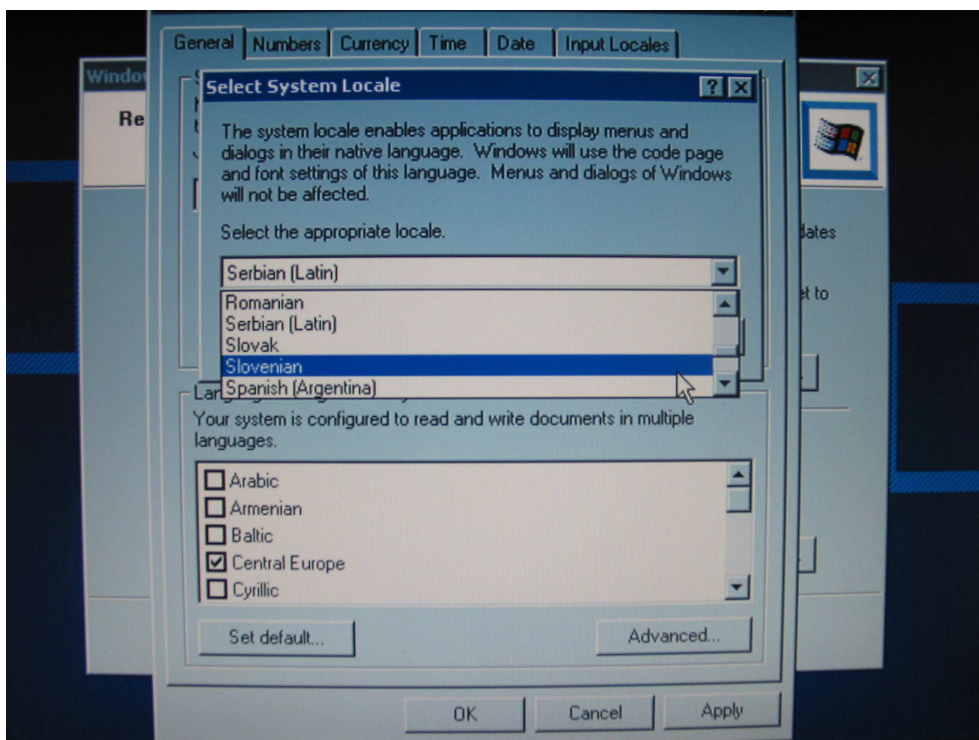 General Numbers Currency Time Date Input Locales
Windo
Select System Locale
Re
The system locale enables applications to display menus and
dialogs in their native language. Windows will use the code page
and font settings of this language. Menus and dialogs of Windows
will not be affected.
Select the appropriate locale.
dates
Serbian (Latin)
et to
Romanian
Serbian (Latin)
Slovak
Slovenian
Spanish (Argentina)
Your system is configured to read and write documents in multiple
languages.
Arabic
Armenian
Baltic
Central Europe
Cyrillic
Set default... Advanced...
OK Cancel Apply